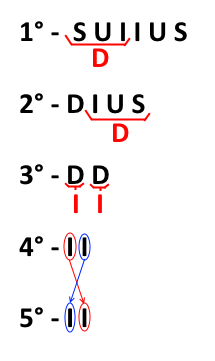 1° - S U I I U S
D
2° - D I U S
D
3° - D D
I I
4° - I I
5° - I I